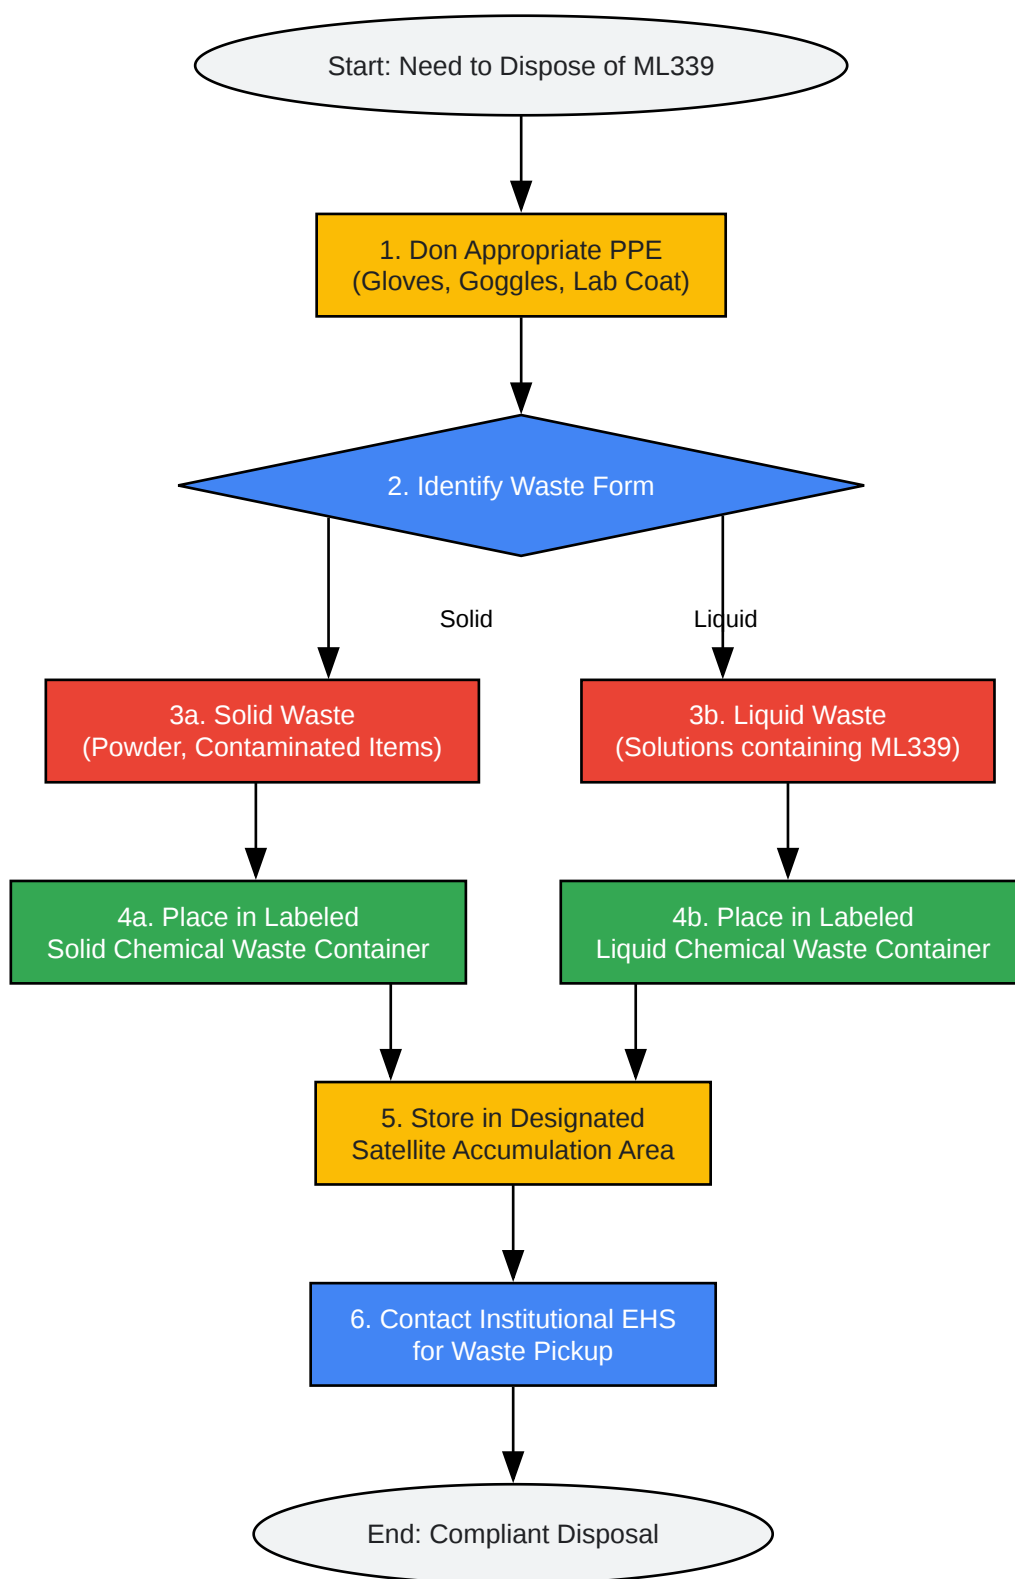 Start: Need to Dispose of ML339
1. Don Appropriate PPE
(Gloves, Goggles, Lab Coat)
2. Identify Waste Form
Solid
Liquid
3a. Solid Waste
(Powder, Contaminated Items)
3b. Liquid Waste
(Solutions containing ML339)
4a. Place in Labeled
Solid Chemical Waste Container
4b. Place in Labeled
Liquid Chemical Waste Container
5. Store in Designated
Satellite Accumulation Area
6. Contact Institutional EHS
for Waste Pickup
End: Compliant Disposal